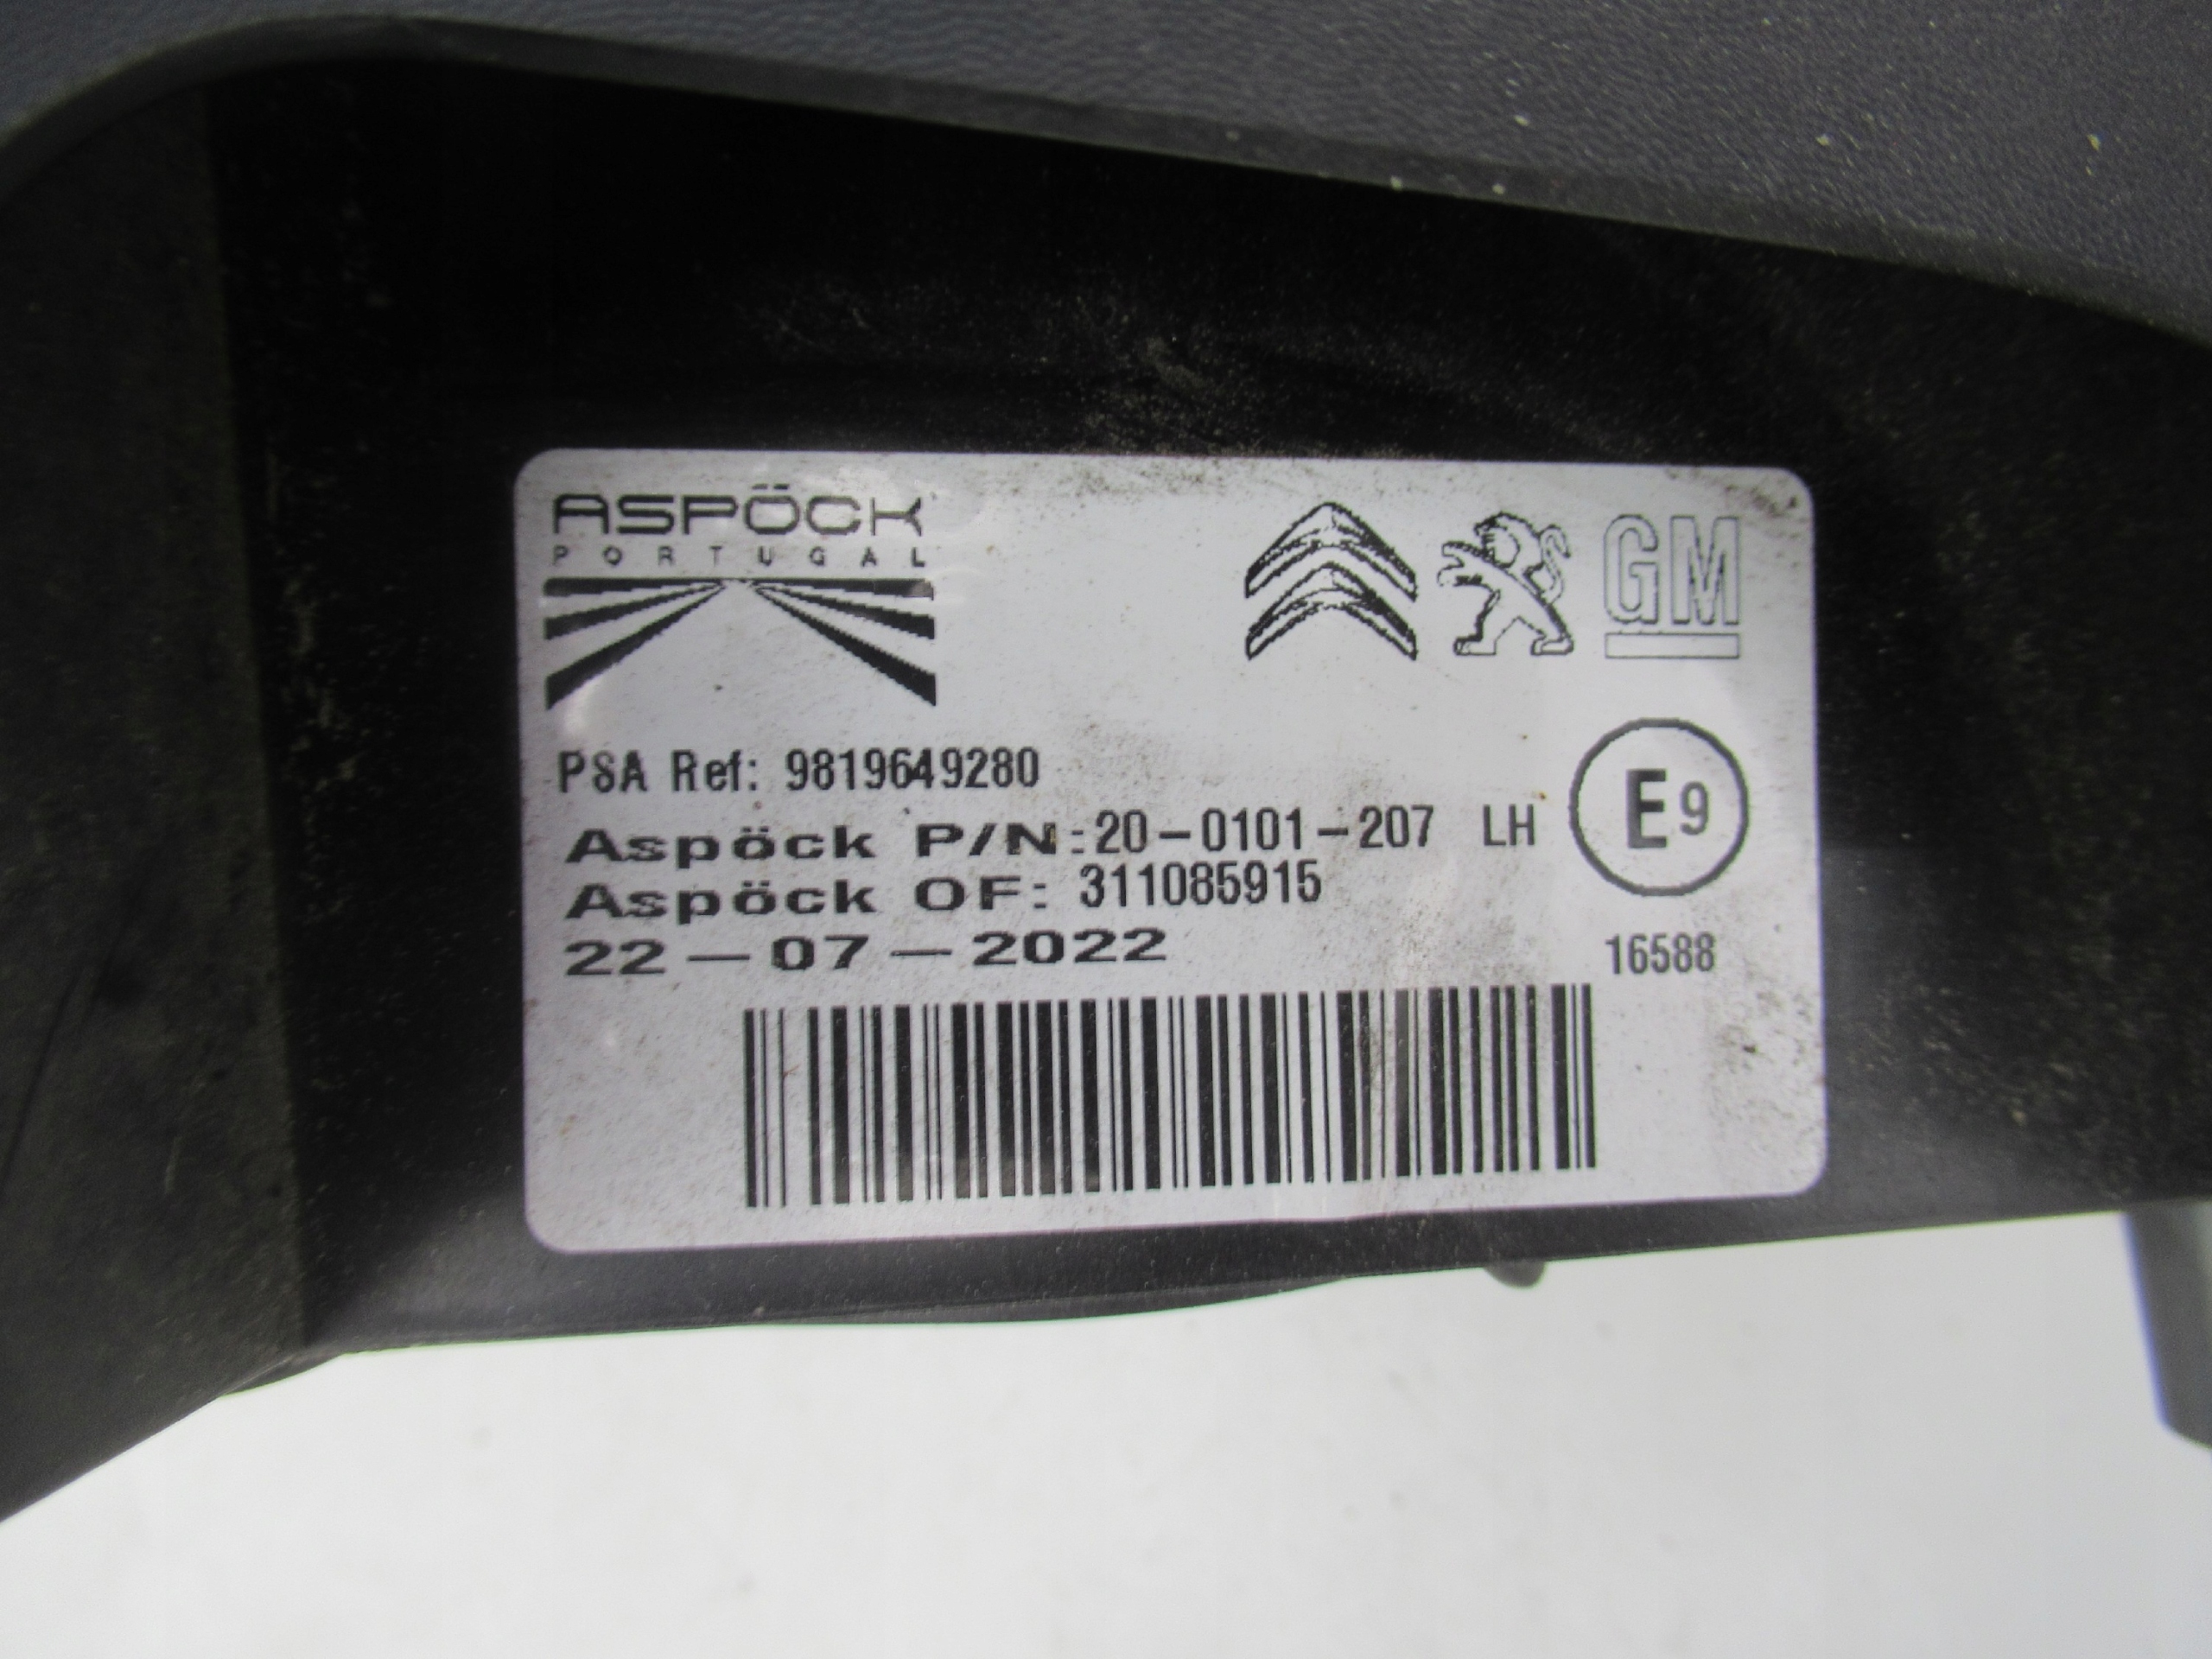 ASPÖCK
PORTUGAL
GM
PSA Ref: 9819649280
Aspöck P/N:20-0101-207 LH
E9
Aspöck OF: 311085915
22-07-2022
16588